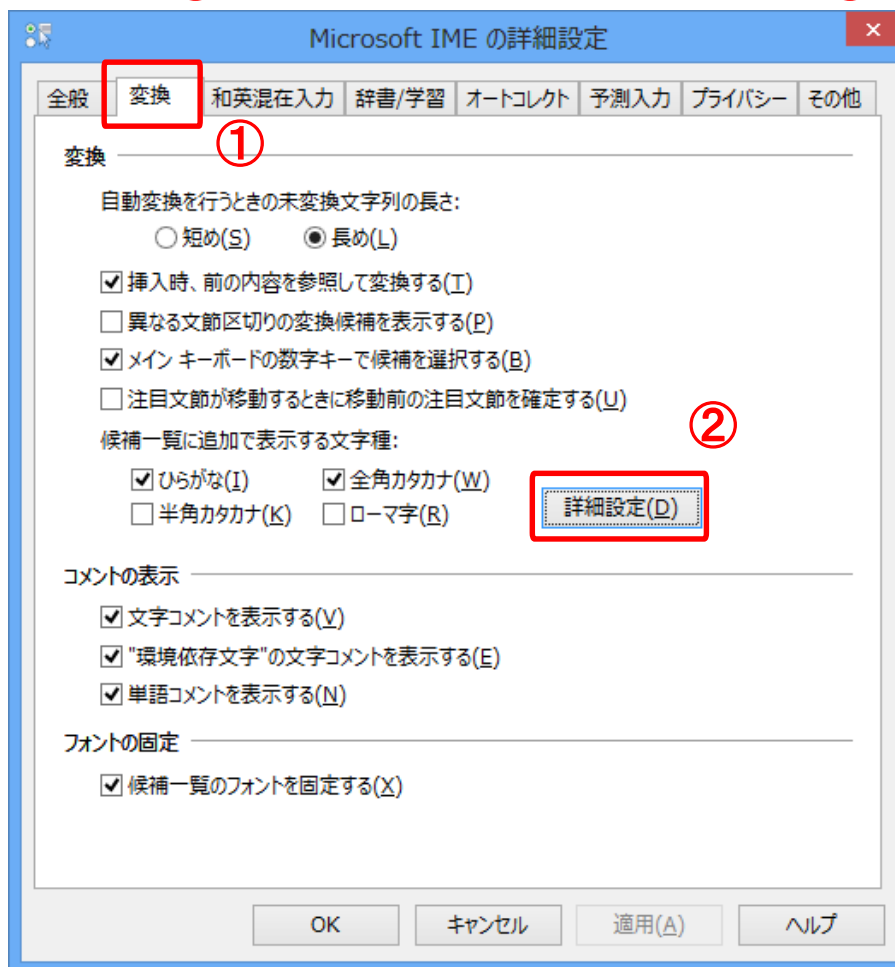 Microsoft IME の詳細設定
全般 変換 和英混在入力 辞書/学習 オートコレクト 予測入力 プライバシー その他
①
変換
自動変換を行うときの未変換文字列の長さ:
短め(S) 長め(L)
挿入時、前の内容を参照して変換する(T)
異なる文節区切りの変換候補を表示する(P)
メイン キーボードの数字キーで候補を選択する(B)
注目文節が移動するときに移動前の注目文節を確定する(U)
②
候補一覧に追加で表示する文字種:
ひらがな(I) 全角カタカナ(W)
半角カタカナ(K) ローマ字(R) 詳細設定(D)
コメントの表示
文字コメントを表示する(V)
"環境依存文字"の文字コメントを表示する(E)
単語コメントを表示する(N)
フォントの固定
候補一覧のフォントを固定する(X)
OK キャンセル 適用(A) ヘルプ